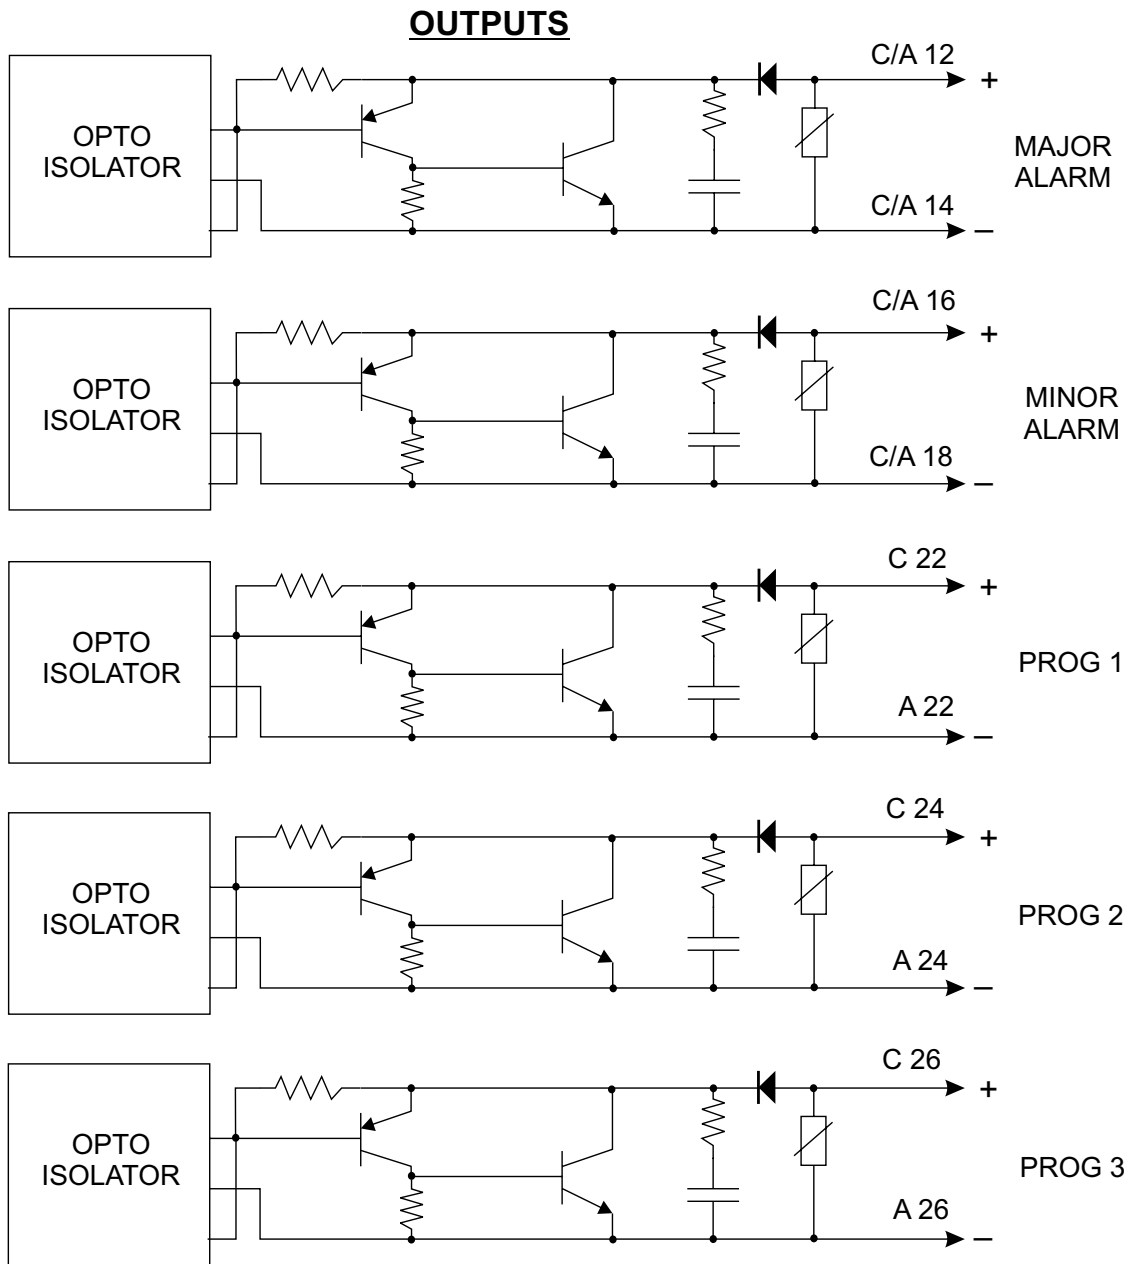 OUTPUTS
C/A 12
+
OPTO
ISOLATOR
MAJOR
ALARM
C/A 14
–
C/A 16
+
OPTO
ISOLATOR
MINOR
ALARM
C/A 18
–
C 22
+
OPTO
ISOLATOR
PROG 1
A 22
–
C 24
+
OPTO
ISOLATOR
PROG 2
A 24
–
C 26
+
OPTO
ISOLATOR
PROG 3
A 26
–